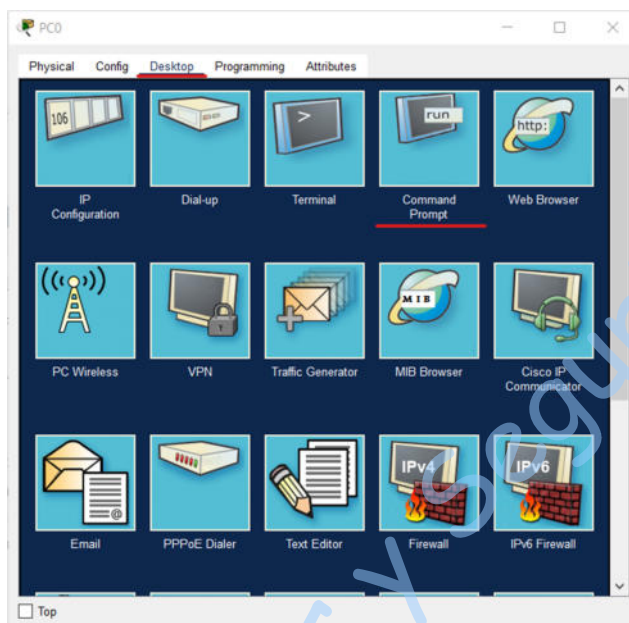 PC0
Physical Config Desktop Programming Attributes
106
>
run
http:
IP
Configuration
Dial-up
Terminal
Command
Prompt
Web Browser
MIB
PC Wireless
VPN
Traffic Generator
MIB Browser
Cisco IP
Communicator
IPv4
IPv6
@
Email
PPPoE Dialer
Text Editor
Firewall
IPv6 Firewall
Top
y Segur